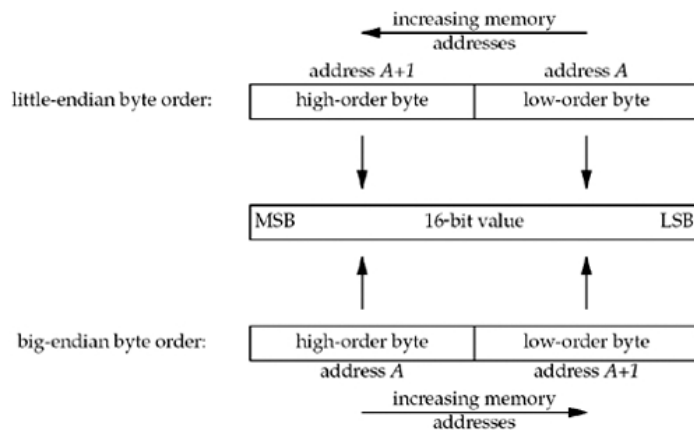 increasing memory
addresses
address A+1 address A
little-endian byte order: high-order byte low-order byte
MSB 16-bit value LSB
big-endian byte order: high-order byte low-order byte
address A address A+1
increasing memory
addresses